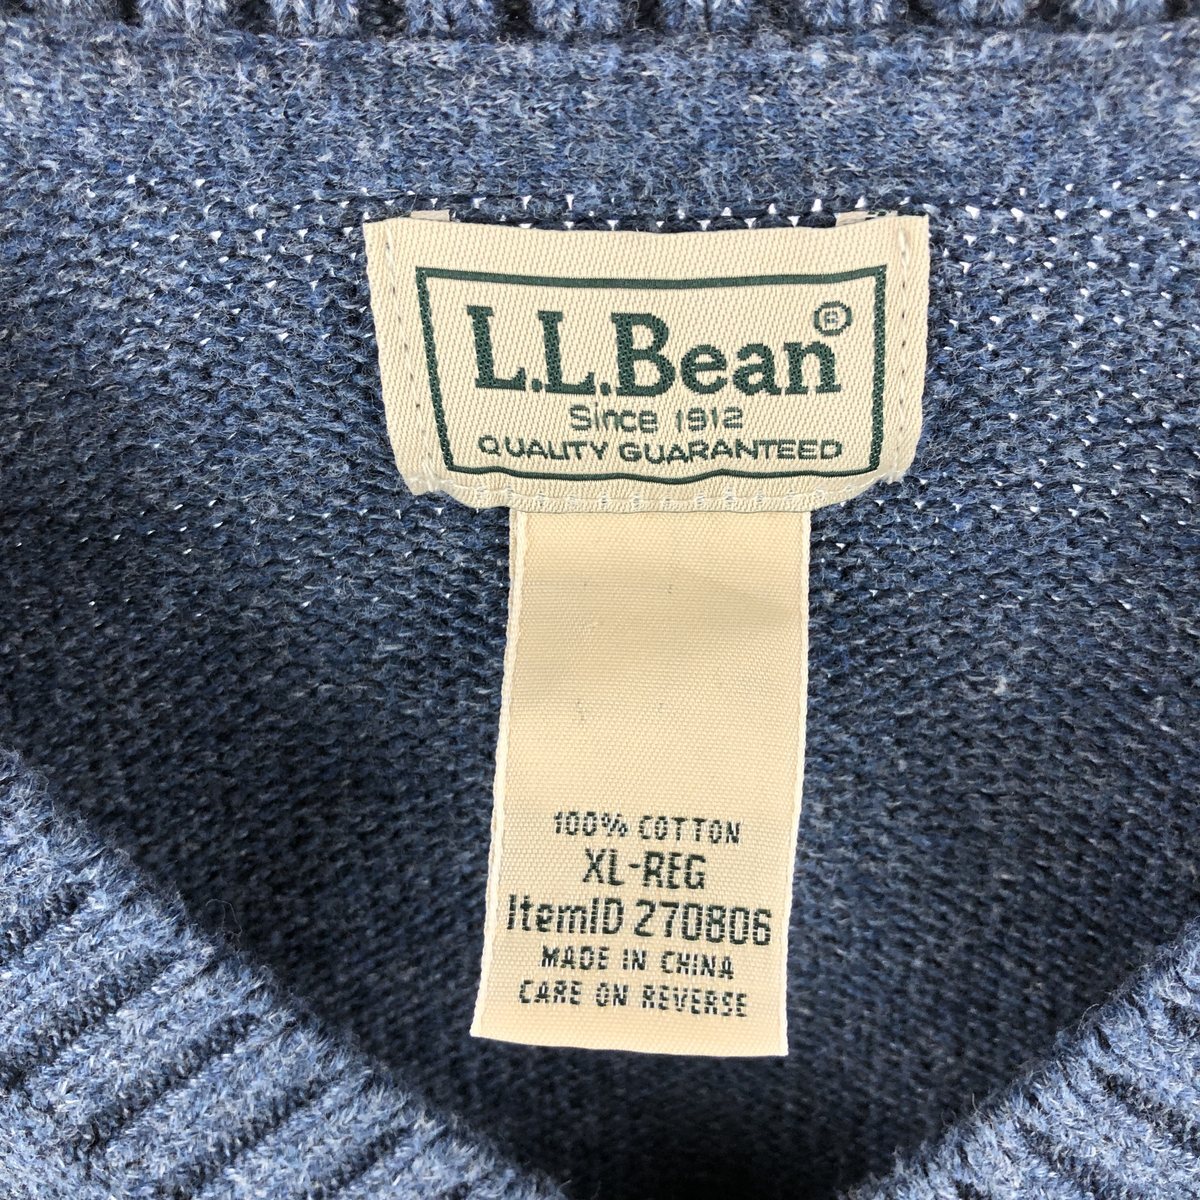 L.L.Bean®
Since 1912
QUALITY GUARANTEED
100% COTTON
XL-REG
ItemID 270806
MADE IN CHINA
CARE ON REVERSE